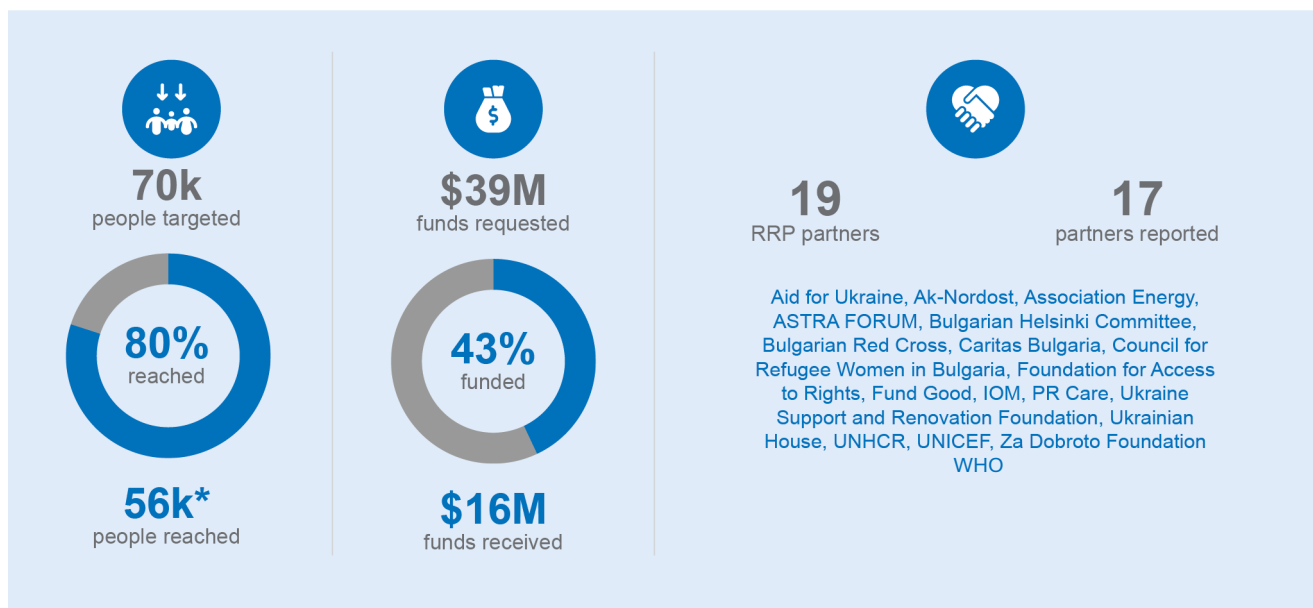 70k
people targeted
80%
reached
56k*
people reached
$
$39M
funds requested
43%
funded
$16M
funds received
19
RRP partners
17
partners reported
Aid for Ukraine, Ak-Nordost, Association Energy,
ASTRA FORUM, Bulgarian Helsinki Committee,
Bulgarian Red Cross, Caritas Bulgaria, Council for
Refugee Women in Bulgaria, Foundation for Access
to Rights, Fund Good, IOM, PR Care, Ukraine
Support and Renovation Foundation, Ukrainian
House, UNHCR, UNICEF, Za Dobroto Foundation
WHO